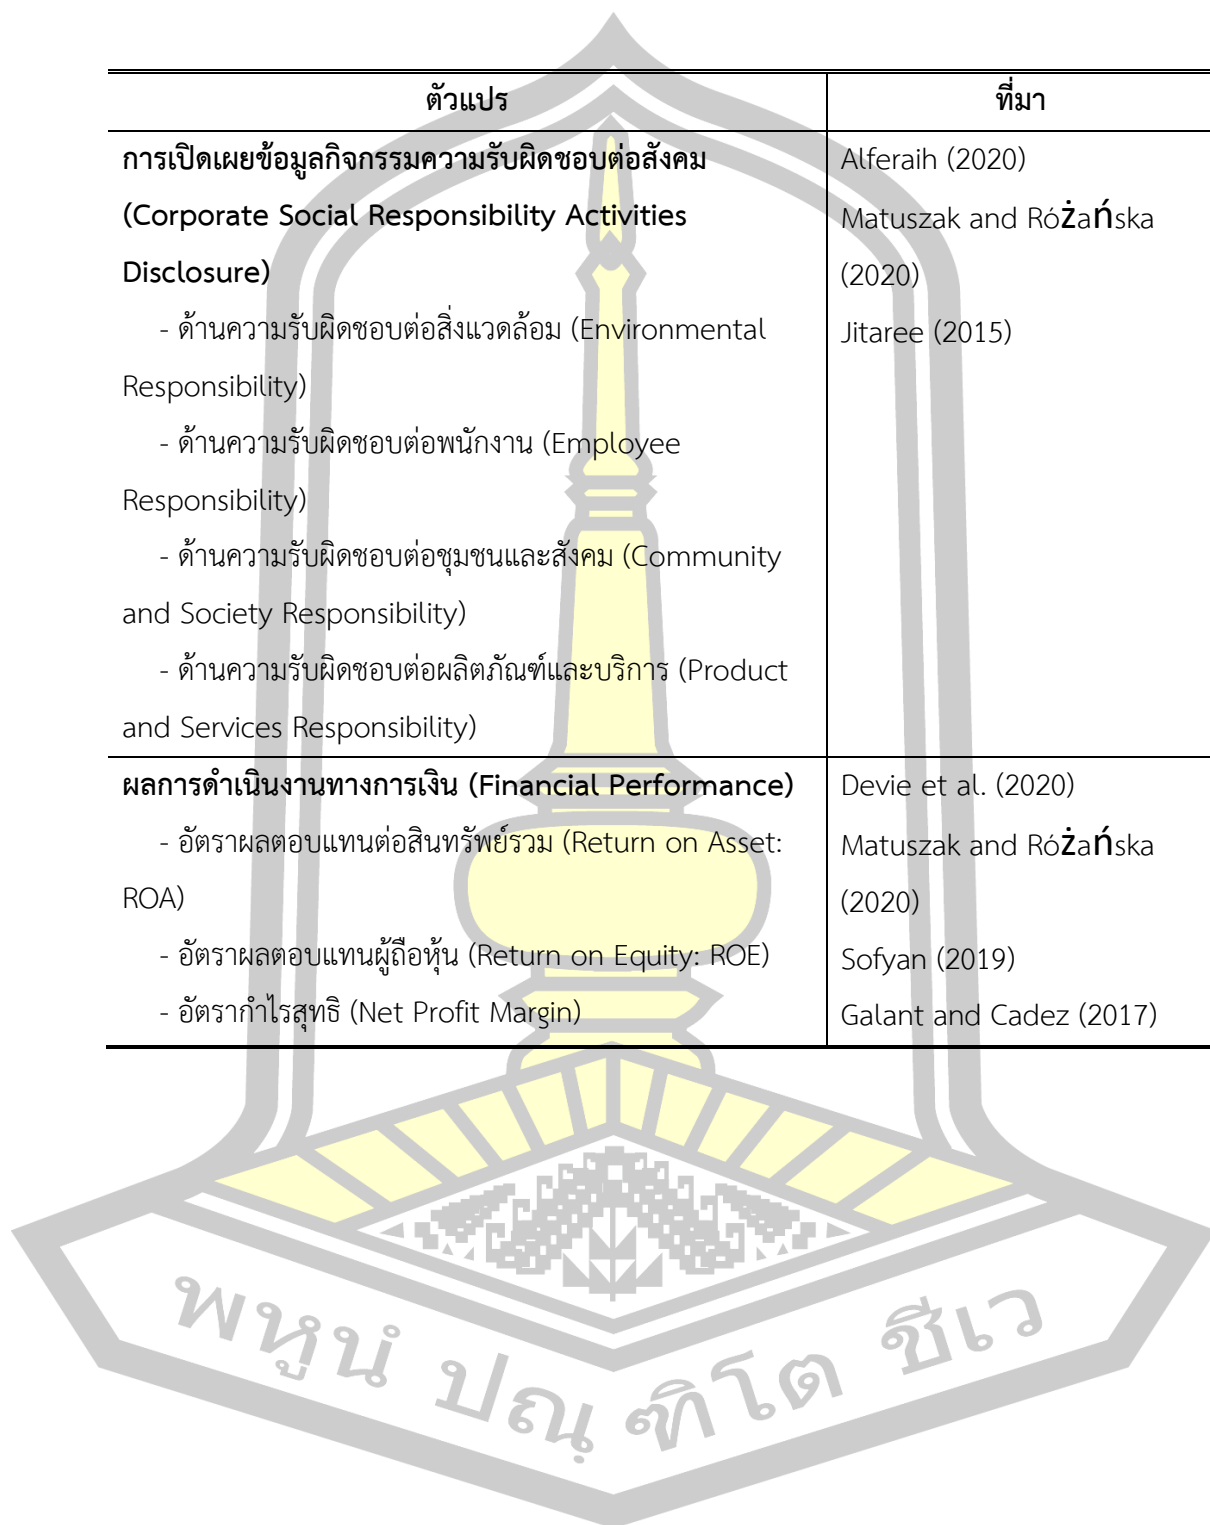 ตัวแปร ที่มา
การเปิดเผยข้อมูลกิจกรรมความรับผิดชอบต่อสังคม Alferaih (2020)
(Corporate Social Responsibility Activities Matuszak and Różańska
Disclosure) (2020)
- ด้านความรับผิดชอบต่อสิ่งแวดล้อม (Environmental Jitaree (2015)
Responsibility)
- ด้านความรับผิดชอบต่อพนักงาน (Employee
Responsibility)
- ด้านความรับผิดชอบต่อชุมชนและสังคม (Community
and Society Responsibility)
- ด้านความรับผิดชอบต่อผลิตภัณฑ์และบริการ (Product
and Services Responsibility)
ผลการดำเนินงานทางการเงิน (Financial Performance) Devie et al. (2020)
- อัตราผลตอบแทนต่อสินทรัพย์รวม (Return on Asset: Matuszak and Różańska
ROA) (2020)
- อัตราผลตอบแทนผู้ถือหุ้น (Return on Equity: ROE) Sofyan (2019)
- อัตรากำไรสุทธิ (Net Profit Margin) Galant and Cadez (2017)
พหูนํ ปณฺฑิโต ชีเว